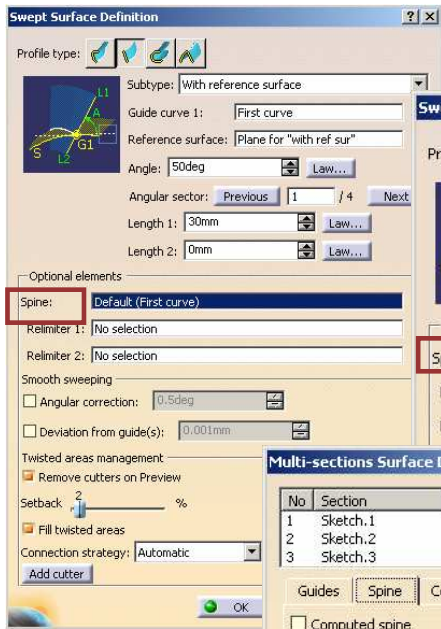 Swept Surface Definition
Profile type:
Subtype: With reference surface
Guide curve 1: First curve
Reference surface: Plane for "with ref sur"
Angle: 50deg Law...
Angular sector: Previous 1 / 4 Next
Length 1: 30mm Law...
Length 2: 0mm Law...
L1
A
G1
S
L2
Optional elements
Spine: Default (First curve)
Relimiter 1: No selection
Relimiter 2: No selection
Smooth sweeping
Angular correction: 0.5deg
Deviation from guide(s): 0.001mm
Twisted areas management
Remove cutters on Preview
Setback 2 %
Fill twisted areas
Connection strategy: Automatic
Add cutter
OK
Swe
Pr
S
Multi-sections Surface D
No Section
1 Sketch.1
2 Sketch.2
3 Sketch.3
Guides Spine Co
Computed spine